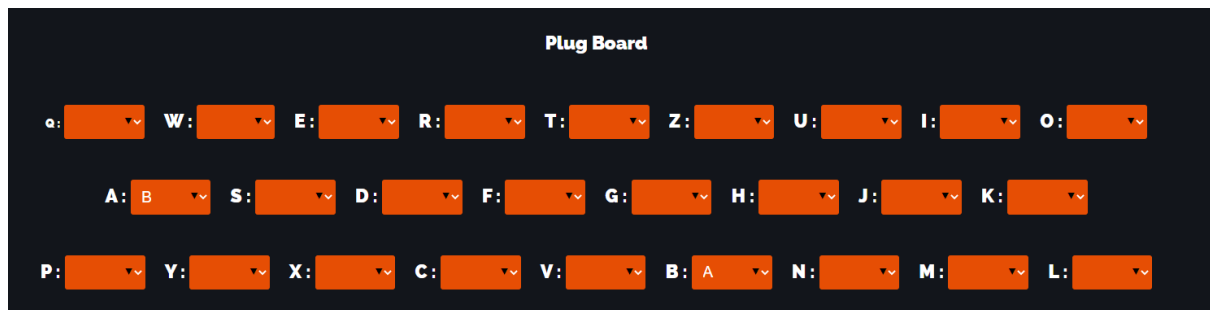 Plug Board
Q: W: E: R: T: Z: U: I: O:
A: B S: D: F: G: H: J: K:
P: Y: X: C: V: B: A N: M: L: